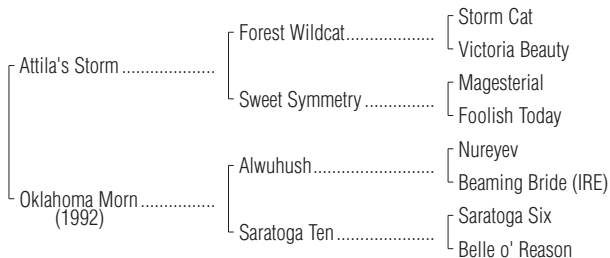 Storm Cat
Forest Wildcat....................
Victoria Beauty
Attila's Storm .....................
Magesterial
Sweet Symmetry ................
Foolish Today
Nureyev
Alwuhush............................
Beaming Bride (IRE)
Oklahoma Morn.................
(1992)
Saratoga Six
Saratoga Ten......................
Belle o' Reason